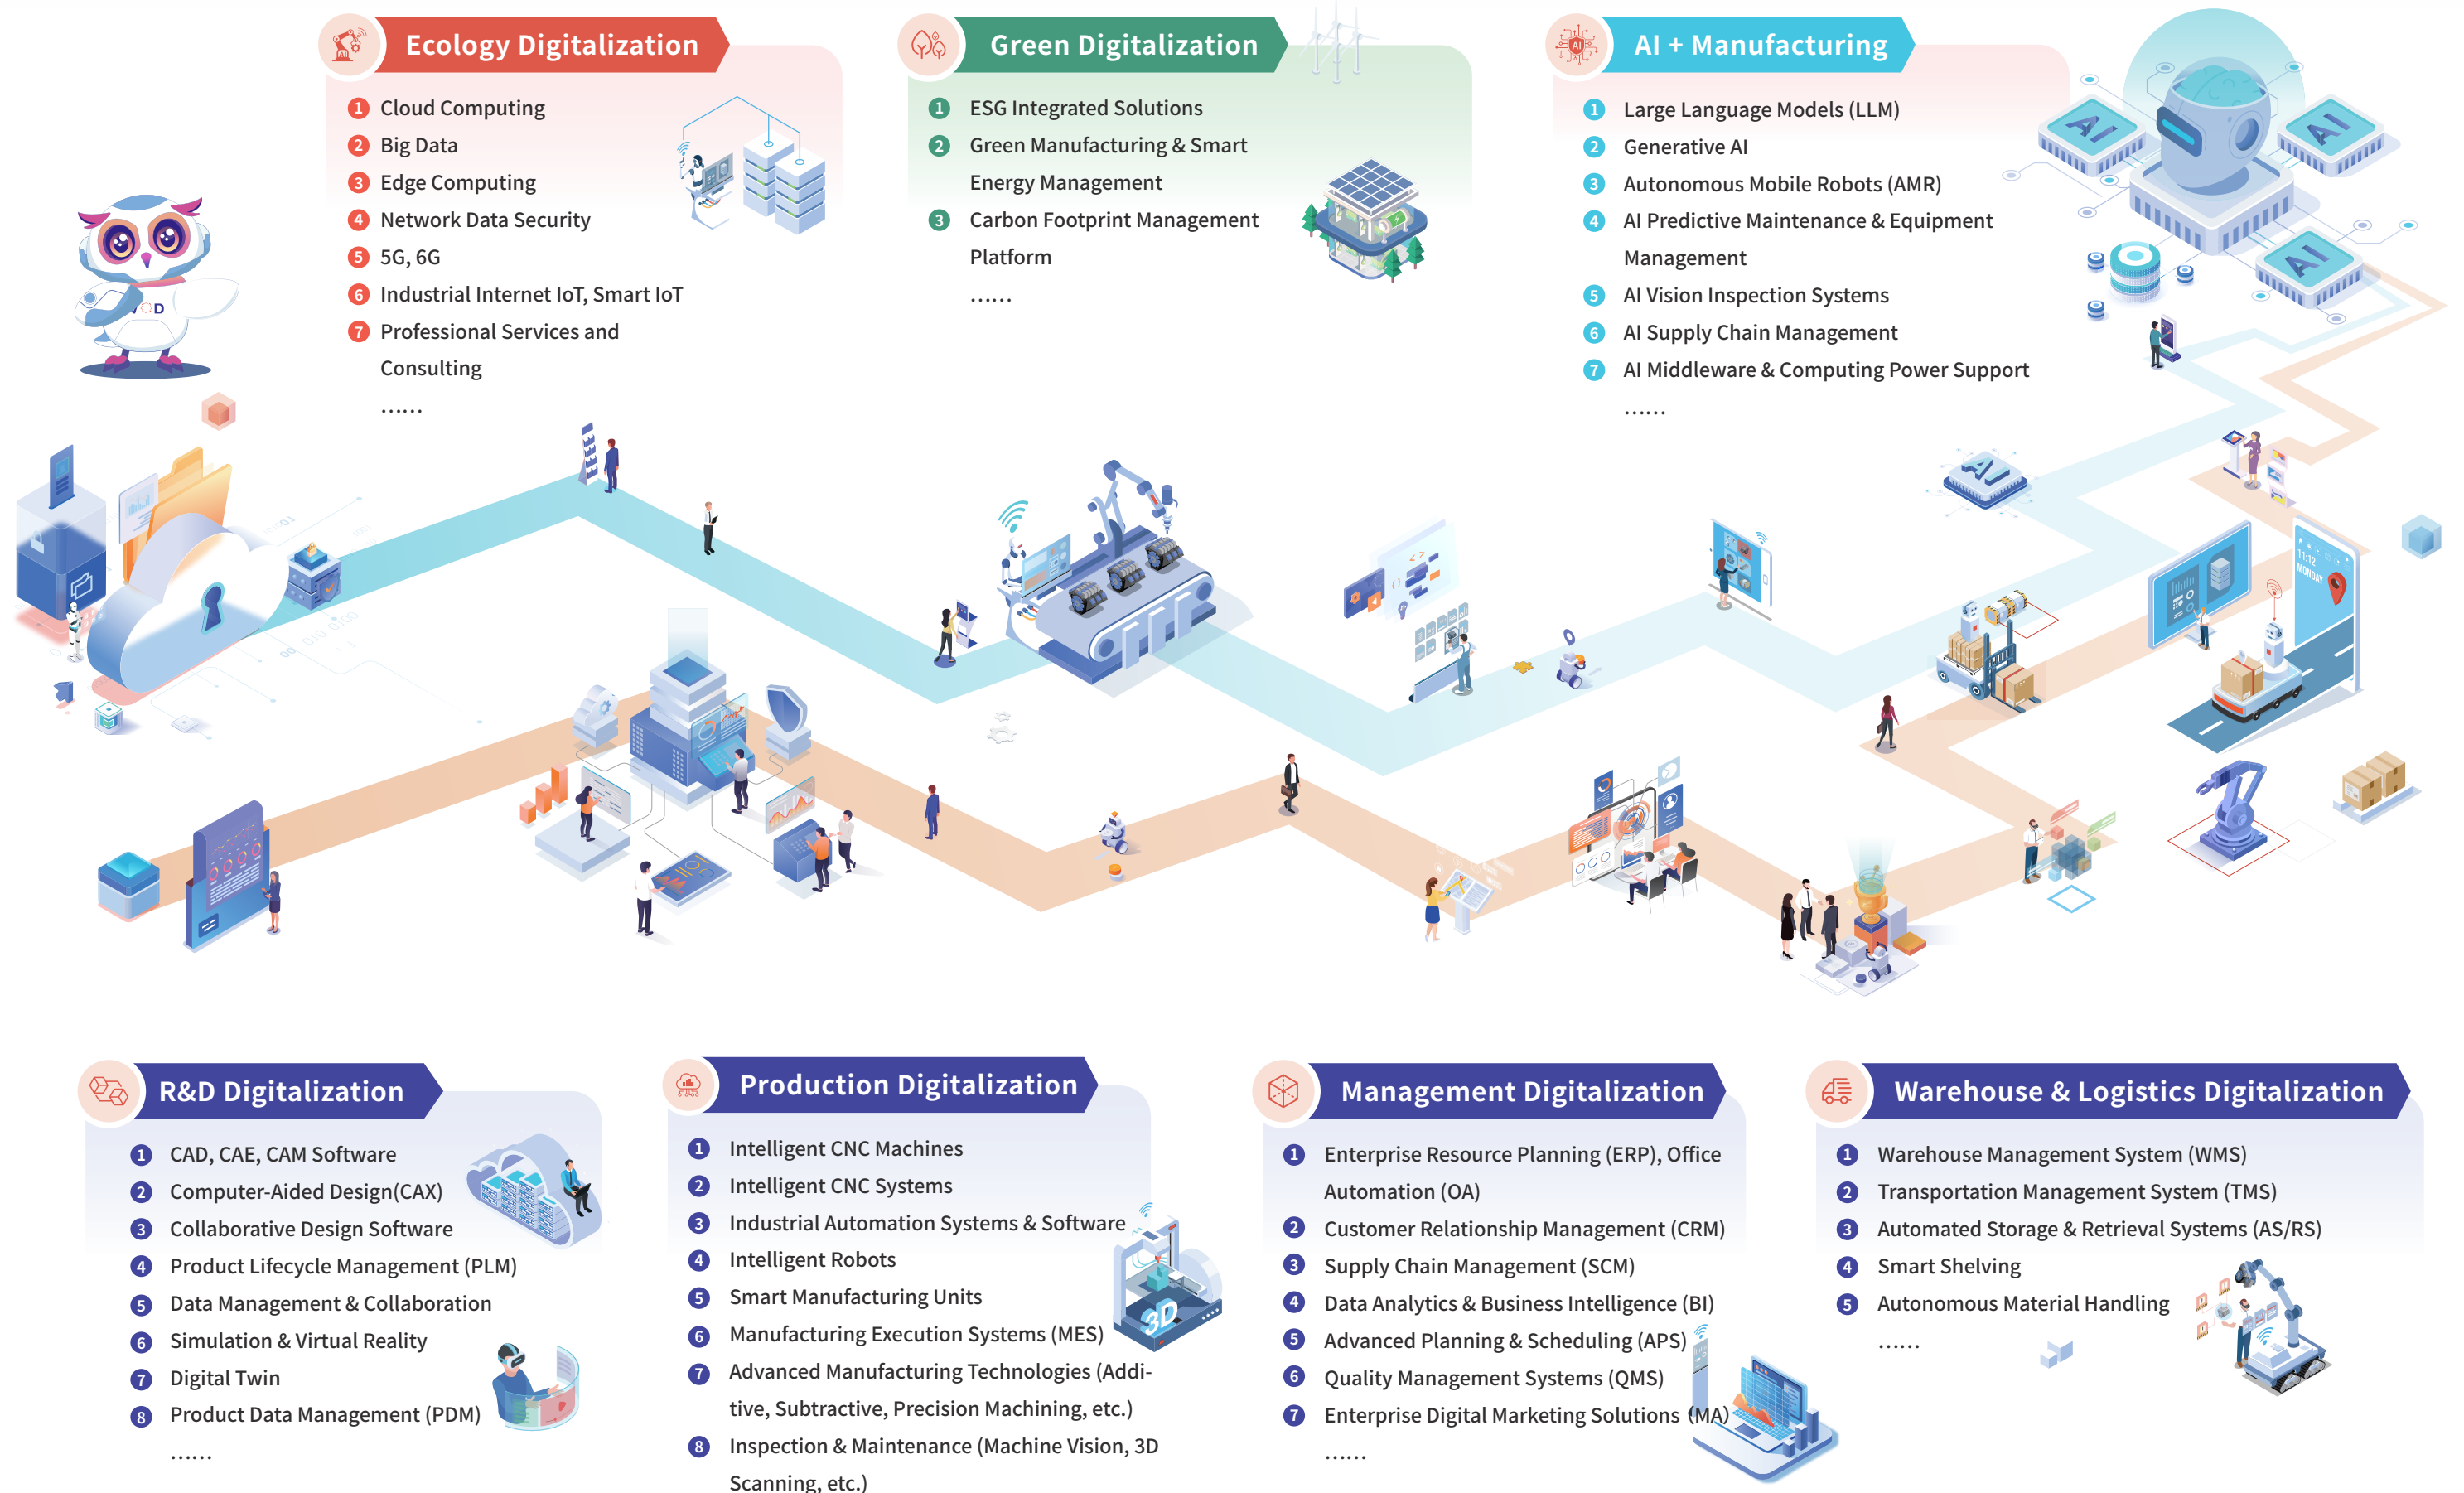 Ecology Digitalization
1 Cloud Computing
2 Big Data
3 Edge Computing
4 Network Data Security
5 5G, 6G
6 Industrial Internet IoT, Smart IoT
7 Professional Services and
Consulting
......
Green Digitalization
1 ESG Integrated Solutions
2 Green Manufacturing & Smart
Energy Management
3 Carbon Footprint Management
Platform
......
AI + Manufacturing
1 Large Language Models (LLM)
2 Generative AI
3 Autonomous Mobile Robots (AMR)
4 AI Predictive Maintenance & Equipment
Management
5 AI Vision Inspection Systems
6 AI Supply Chain Management
7 AI Middleware & Computing Power Support
......
AI
AI
AI
AI
AI
11:12
MONDAY
R&D Digitalization
1 CAD, CAE, CAM Software
2 Computer-Aided Design(CAX)
3 Collaborative Design Software
4 Product Lifecycle Management (PLM)
5 Data Management & Collaboration
6 Simulation & Virtual Reality
7 Digital Twin
8 Product Data Management (PDM)
......
Production Digitalization
1 Intelligent CNC Machines
2 Intelligent CNC Systems
3 Industrial Automation Systems & Software
4 Intelligent Robots
5 Smart Manufacturing Units
6 Manufacturing Execution Systems (MES)
7 Advanced Manufacturing Technologies (Addi-
tive, Subtractive, Precision Machining, etc.)
8 Inspection & Maintenance (Machine Vision, 3D
Scanning, etc.)
3D
Management Digitalization
1 Enterprise Resource Planning (ERP), Office
Automation (OA)
2 Customer Relationship Management (CRM)
3 Supply Chain Management (SCM)
4 Data Analytics & Business Intelligence (BI)
5 Advanced Planning & Scheduling (APS)
6 Quality Management Systems (QMS)
7 Enterprise Digital Marketing Solutions (MA)
......
Warehouse & Logistics Digitalization
1 Warehouse Management System (WMS)
2 Transportation Management System (TMS)
3 Automated Storage & Retrieval Systems (AS/RS)
4 Smart Shelving
5 Autonomous Material Handling
......